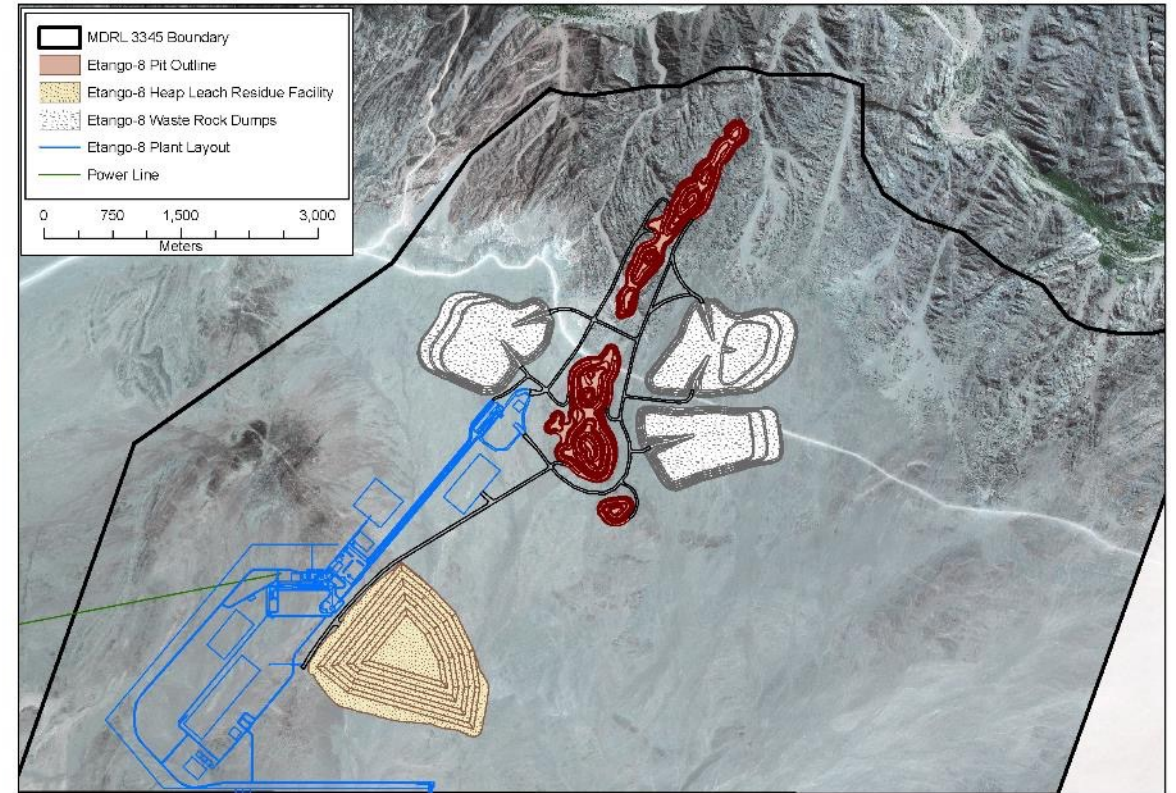 MDRL 3345 Boundary
Etango-8 Pit Outline
Etango-8 Heap Leach Residue Facility
Etango-8 Waste Rock Dumps
Etango-8 Plant Layout
Power Line
0 750 1,500 3,000
Meters